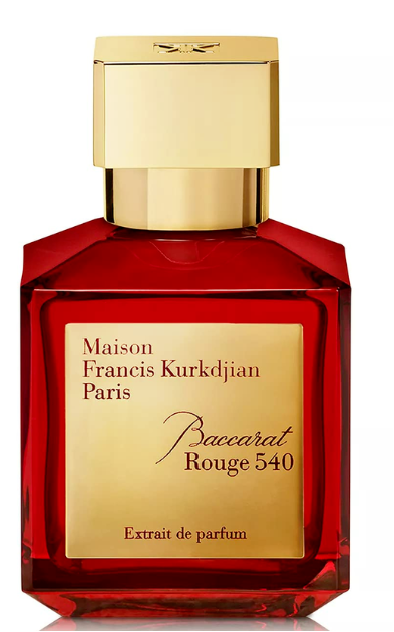 Maison
Francis Kurkdjian
Paris
Baccarat
Rouge 540
Extrait de parfum